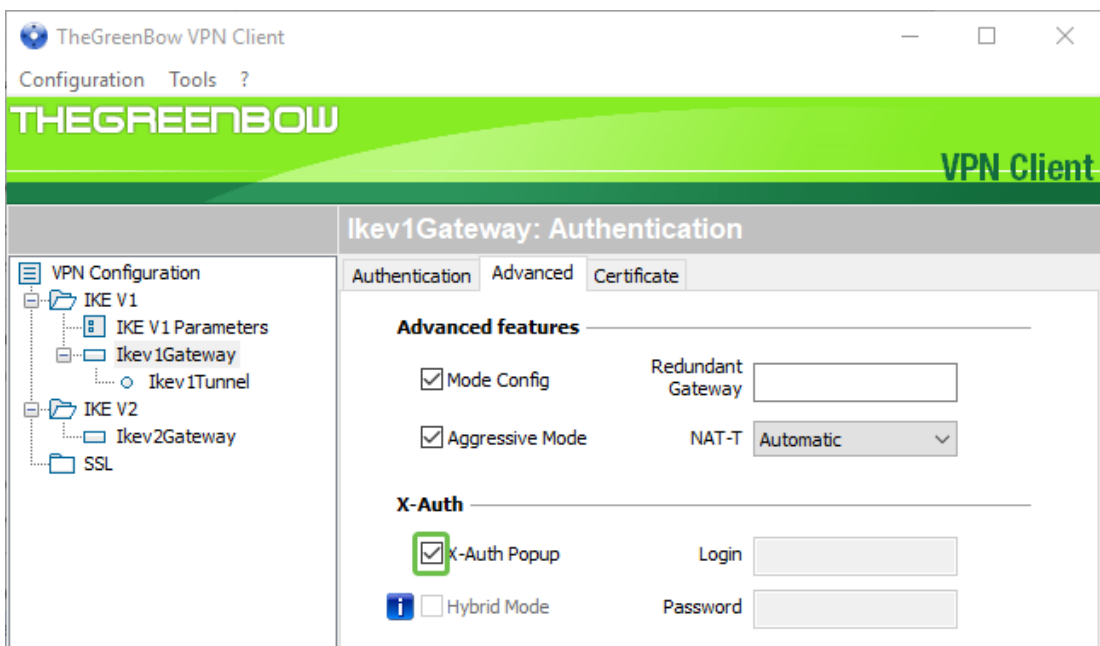 TheGreenBow VPN Client
Configuration Tools ?
THEGREENBOW
VPN Client
Ikev1Gateway: Authentication
VPN Configuration
IKE V1
IKE V1 Parameters
Ikev1Gateway
Ikev1Tunnel
IKE V2
Ikev2Gateway
SSL
Authentication Advanced Certificate
Advanced features
Mode Config
Redundant
Gateway
Aggressive Mode
NAT-T Automatic
X-Auth
X-Auth Popup
Login
Hybrid Mode
Password